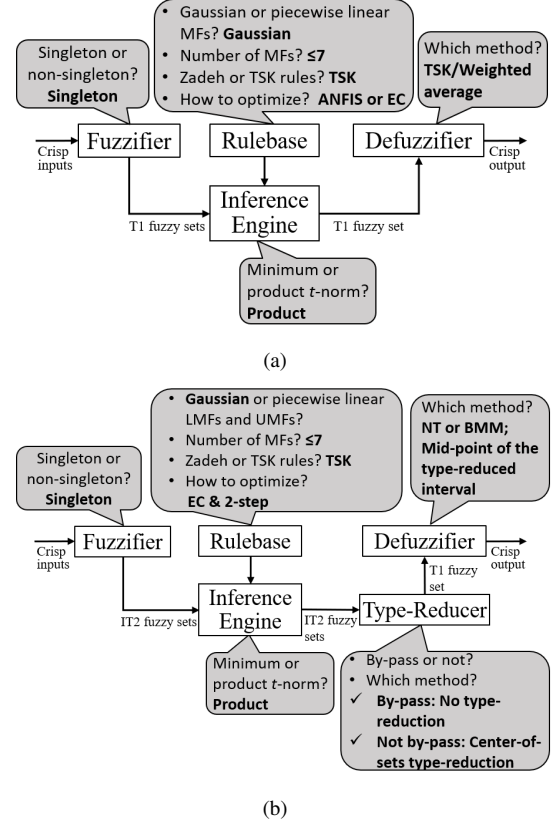 • Gaussian or piecewise linear
MFs? Gaussian
• Number of MFs? ≤7
• Zadeh or TSK rules? TSK
• How to optimize? ANFIS or EC
Singleton or
non-singleton?
Singleton
Which method?
TSK/Weighted
average
Crisp
inputs
Fuzzifier
Rulebase
Defuzzifier
Crisp
output
T1 fuzzy sets
Inference
Engine
T1 fuzzy set
Minimum or
product t-norm?
Product
(a)
• Gaussian or piecewise linear
LMFs and UMFs?
• Number of MFs? ≤7
• Zadeh or TSK rules? TSK
• How to optimize?
EC & 2-step
Singleton or
non-singleton?
Singleton
Which method?
NT or BMM;
Mid-point of the
type-reduced
interval
Crisp
inputs
Fuzzifier
Rulebase
Defuzzifier
Crisp
output
T1 fuzzy
set
IT2 fuzzy sets
Inference
Engine
IT2 fuzzy
sets
Type-Reducer
Minimum or
product t-norm?
Product
• By-pass or not?
• Which method?
✓ By-pass: No type-
reduction
✓ Not by-pass: Center-of-
sets type-reduction
(b)